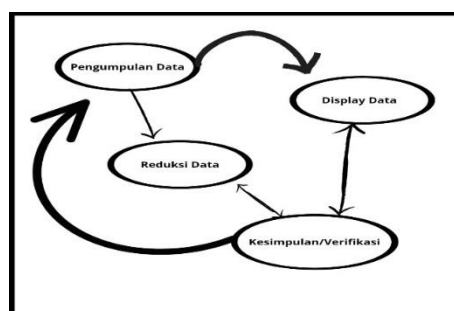 Pengumpulan Data
Display Data
Reduksi Data
Kesimpulan/Verifikasi